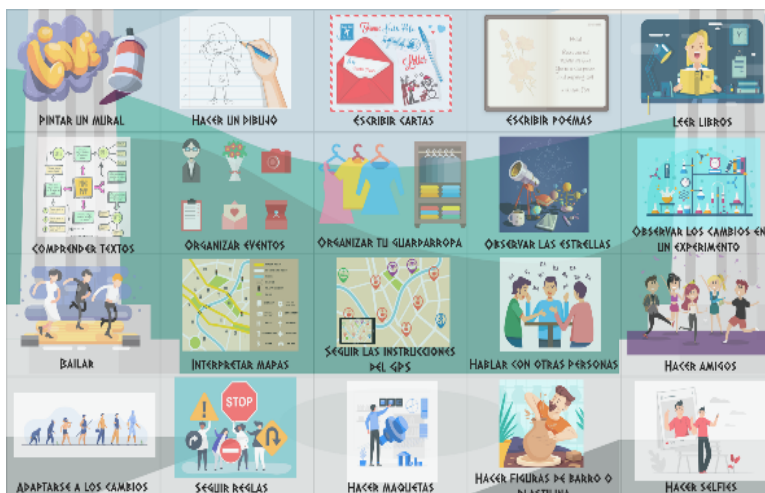 PINTAR UN MURAL
HACER UN DIBUJO
ESCRIBIR CARTAS
ESCRIBIR POEMAS
LEER LIBROS
COMPRENDER TEXTOS
ORGANIZAR EVENTOS
ORGANIZAR TU GUARDARROPA
OBSERVAR LAS ESTRELLAS
OBSERVAR LOS CAMBIOS EN
UN EXPERIMENTO
BAILAR
INTERPRETAR MAPAS
SEGUIR LAS INSTRUCCIONES
DEL GPS
HABLAR CON OTRAS PERSONAS
HACER AMIGOS
ADAPTARSE A LOS CAMBIOS
STOP
SEGUIR REGLAS
HACER MAQUETAS
HACER FIGURAS DE BARRO O
PLASTILINA
HACER SELFIES